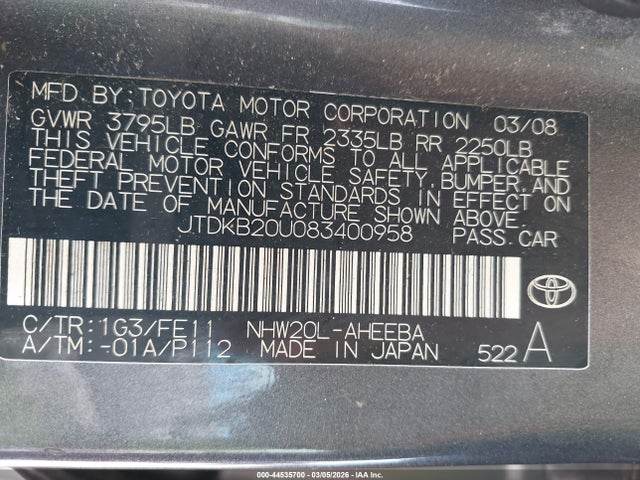 MFD. BY: TOYOTA MOTOR CORPORATION 03/08
GVWR 3795LB GAWR FR 2335LB RR 2250LB
THIS VEHICLE CONFORMS TO ALL APPLICABLE
FEDERAL MOTOR VEHICLE SAFETY, BUMPER, AND
THEFT PREVENTION STANDARDS IN EFFECT ON
THE DATE OF MANUFACTURE SHOWN ABOVE.
JTDKB20U083400958 PASS. CAR
C/TR: 1G3/FE11 NHW20L-AHEEBA
A/TM: -01A/P112 MADE IN JAPAN 522 A
000-44535700 - 03/05/2026 - IAA Inc.